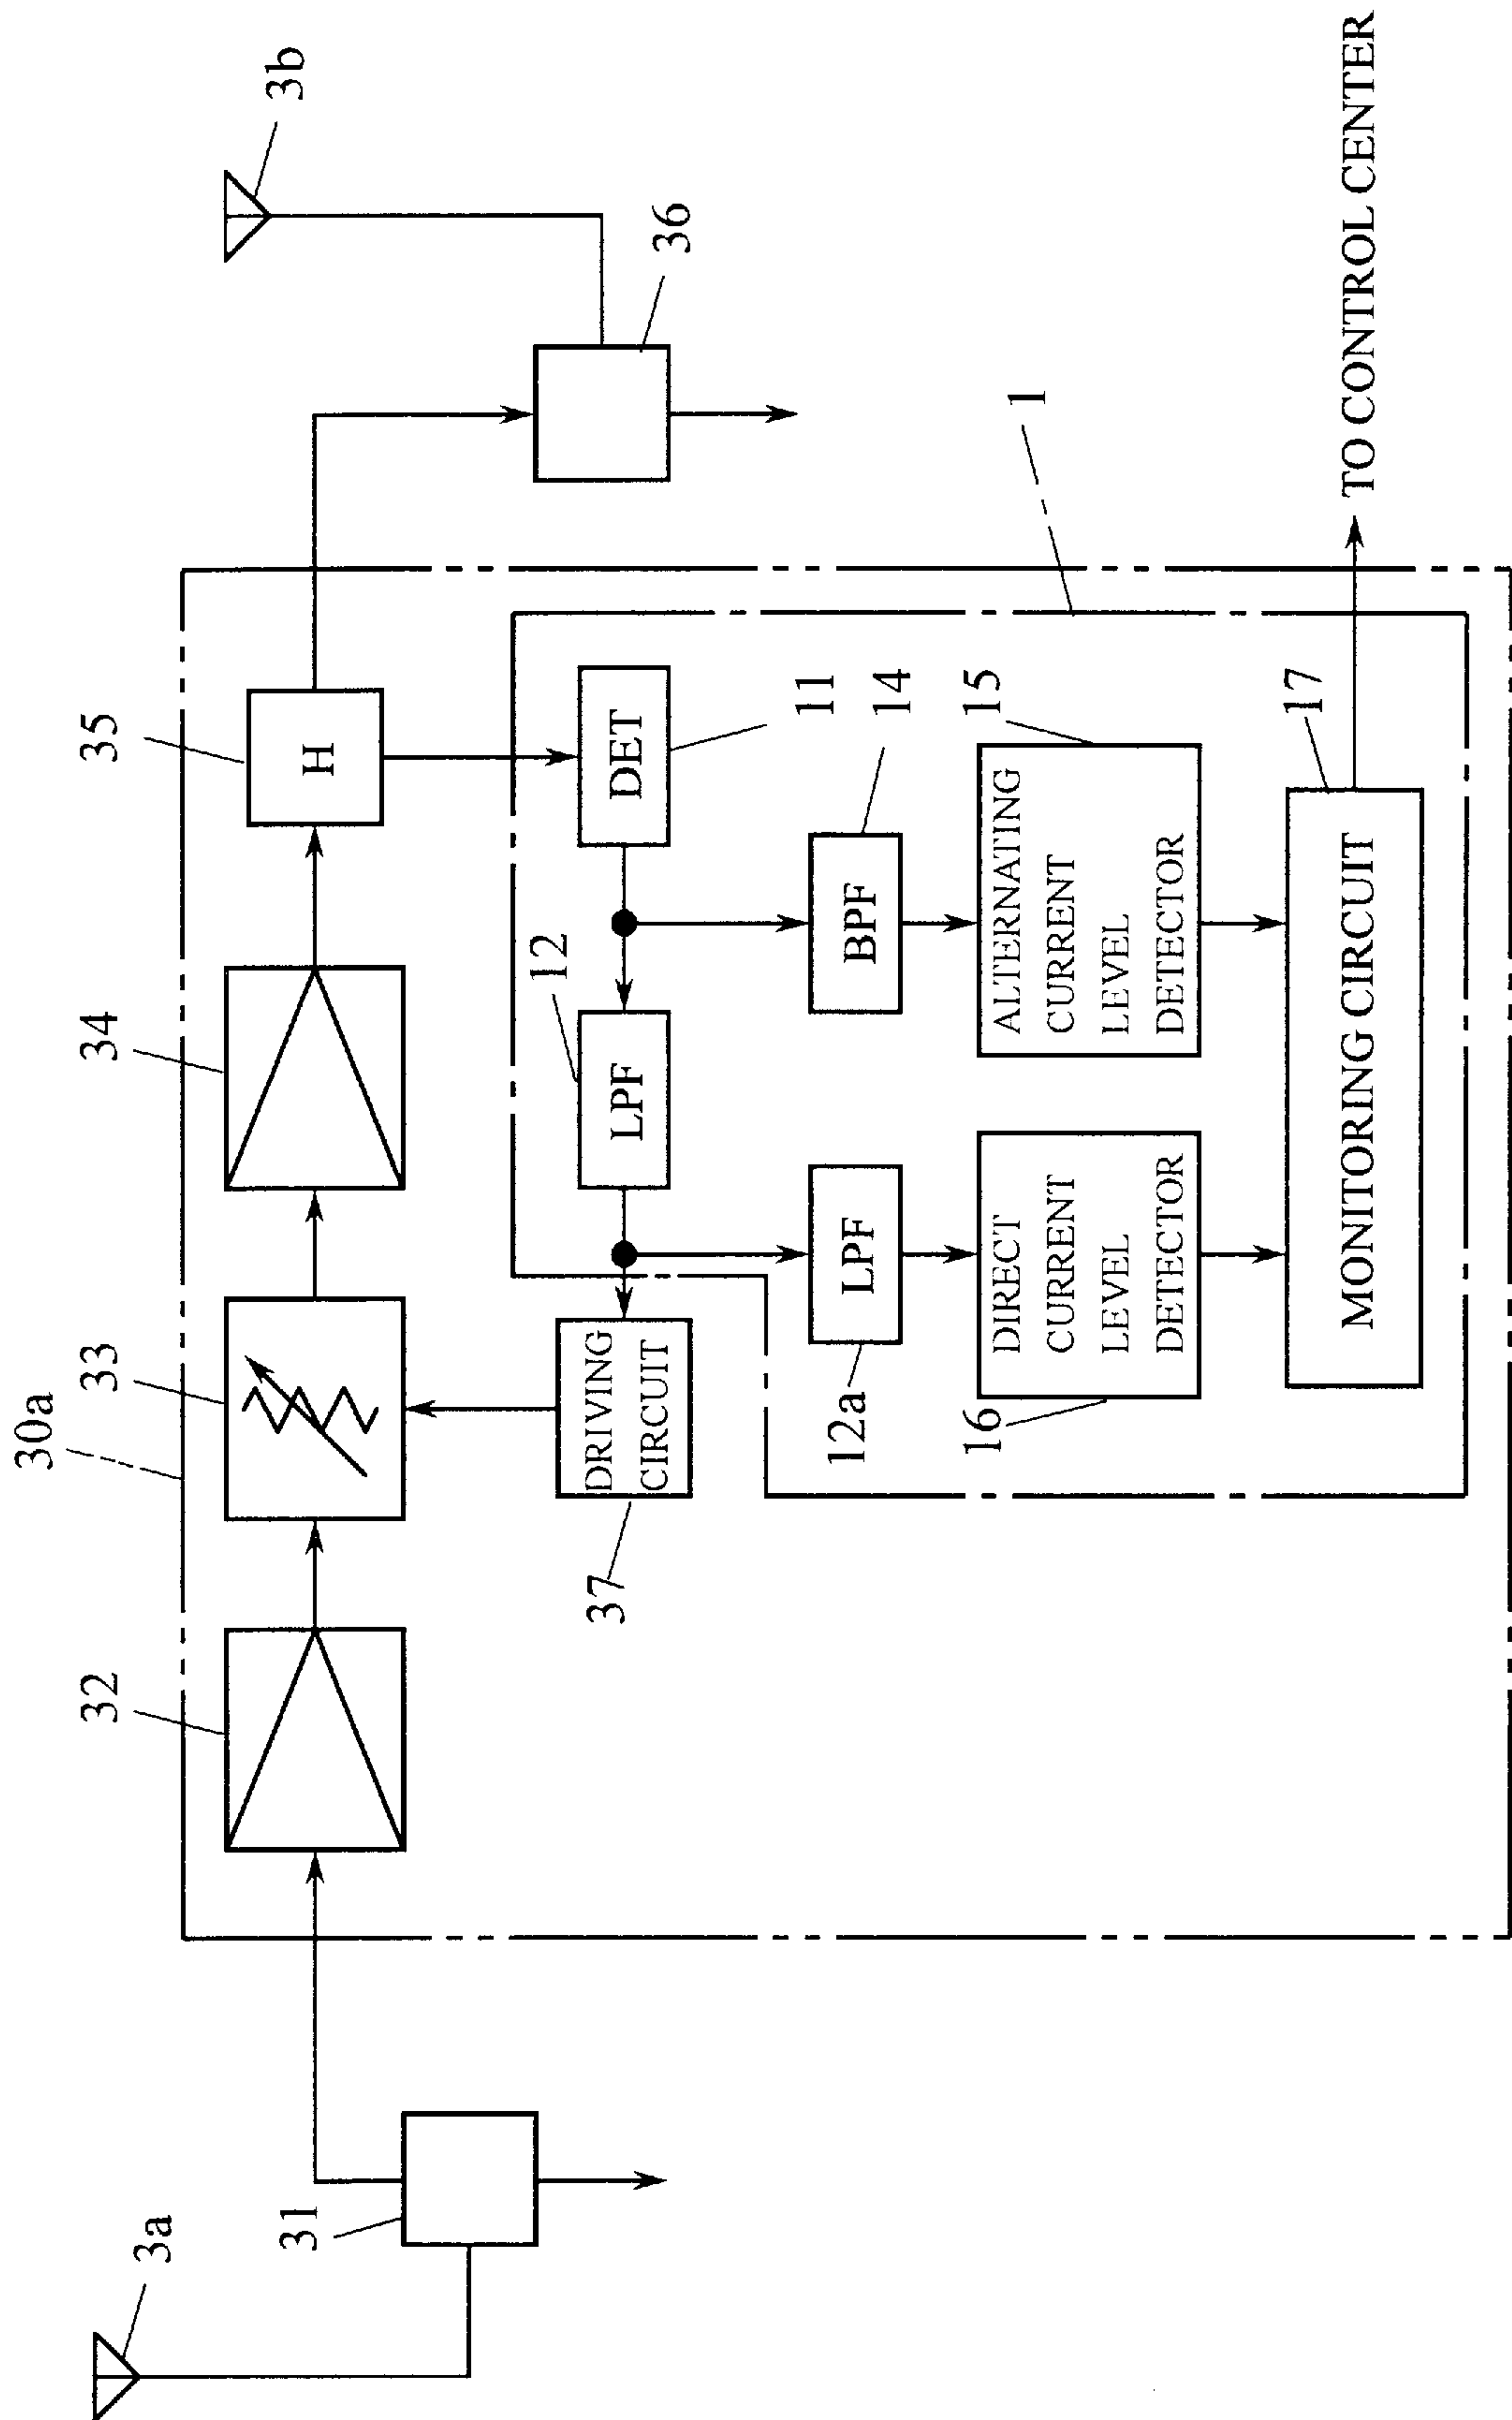 3a
31
32
30a
33
34
35
H
3b
36
1
DET
11
12
LPF
DRIVING
CIRCUIT
37
LPF
12a
BPF
14
DIRECT
CURRENT
LEVEL
DETECTOR
16
ALTERNATING
CURRENT
LEVEL
DETECTOR
15
MONITORING CIRCUIT
17
TO CONTROL CENTER